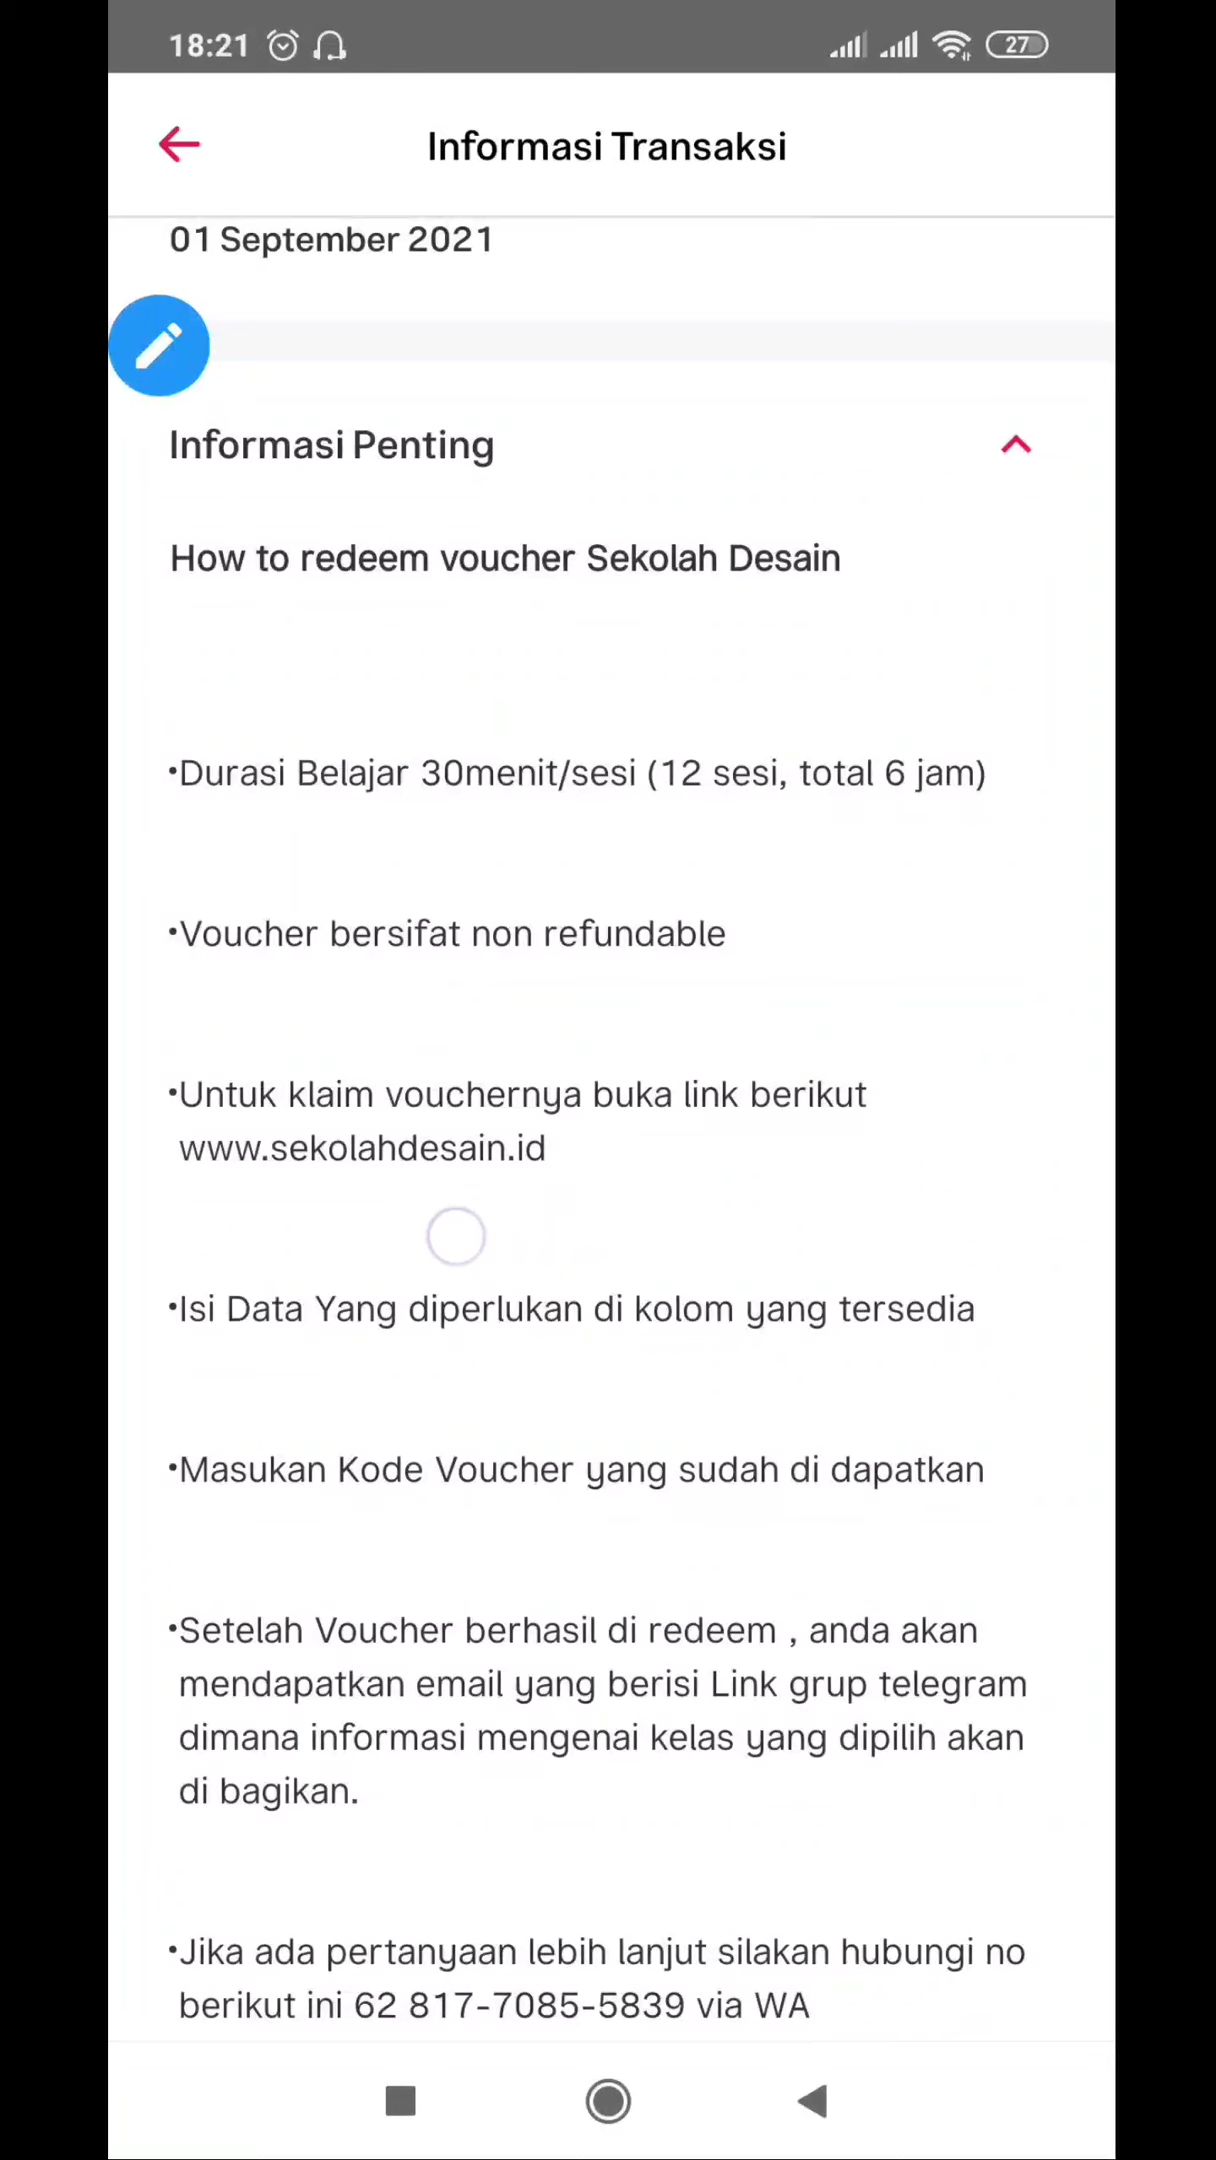 18:21
27
Informasi Transaksi
01 September 2021
Informasi Penting
How to redeem voucher Sekolah Desain
•Durasi Belajar 30menit/sesi (12 sesi, total 6 jam)
•Voucher bersifat non refundable
•Untuk klaim vouchernya buka link berikut
www.sekolahdesain.id
•Isi Data Yang diperlukan di kolom yang tersedia
•Masukan Kode Voucher yang sudah di dapatkan
•Setelah Voucher berhasil di redeem , anda akan
mendapatkan email yang berisi Link grup telegram
dimana informasi mengenai kelas yang dipilih akan
di bagikan.
•Jika ada pertanyaan lebih lanjut silakan hubungi no
berikut ini 62 817-7085-5839 via WA